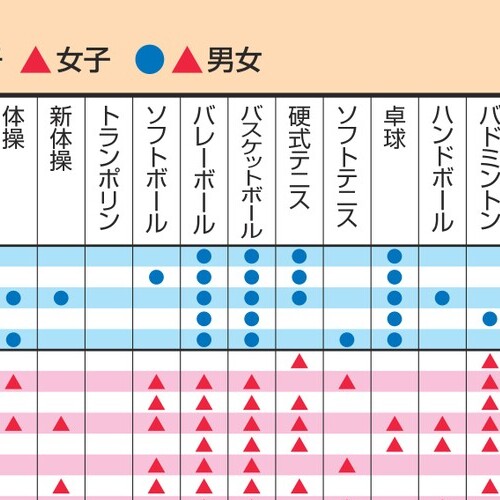 女子 男女
体操
新体操
トランポリン
ソフトボール
バレーボール
バスケットボール
硬式テニス
ソフトテニス
卓球
ハンドボール
バドミントン